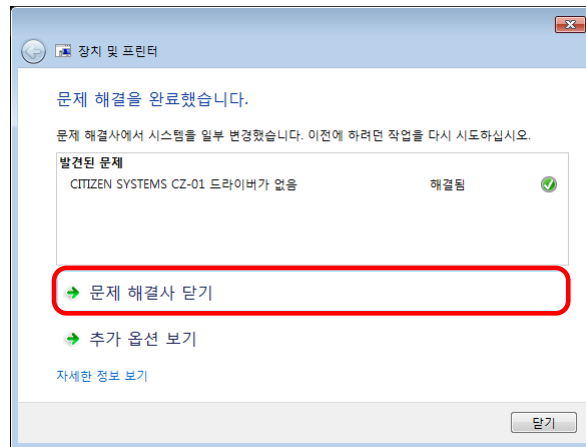 장치 및 프린터
문제 해결을 완료했습니다.
문제 해결사에서 시스템을 일부 변경했습니다. 이전에 하려던 작업을 다시 시도하십시오.
발견된 문제
CITIZEN SYSTEMS CZ-01 드라이버가 없음 해결됨
문제 해결사 닫기
추가 옵션 보기
자세한 정보 보기
닫기